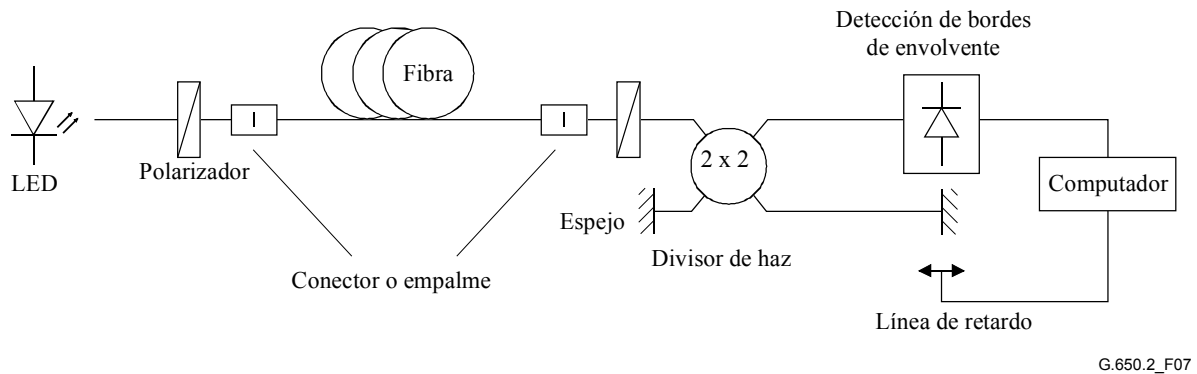 Detección de bordes
de envolvente
Fibra
2 x 2
LED
Polarizador
Computador
Espejo
Divisor de haz
Conector o empalme
Línea de retardo
G.650.2_F07